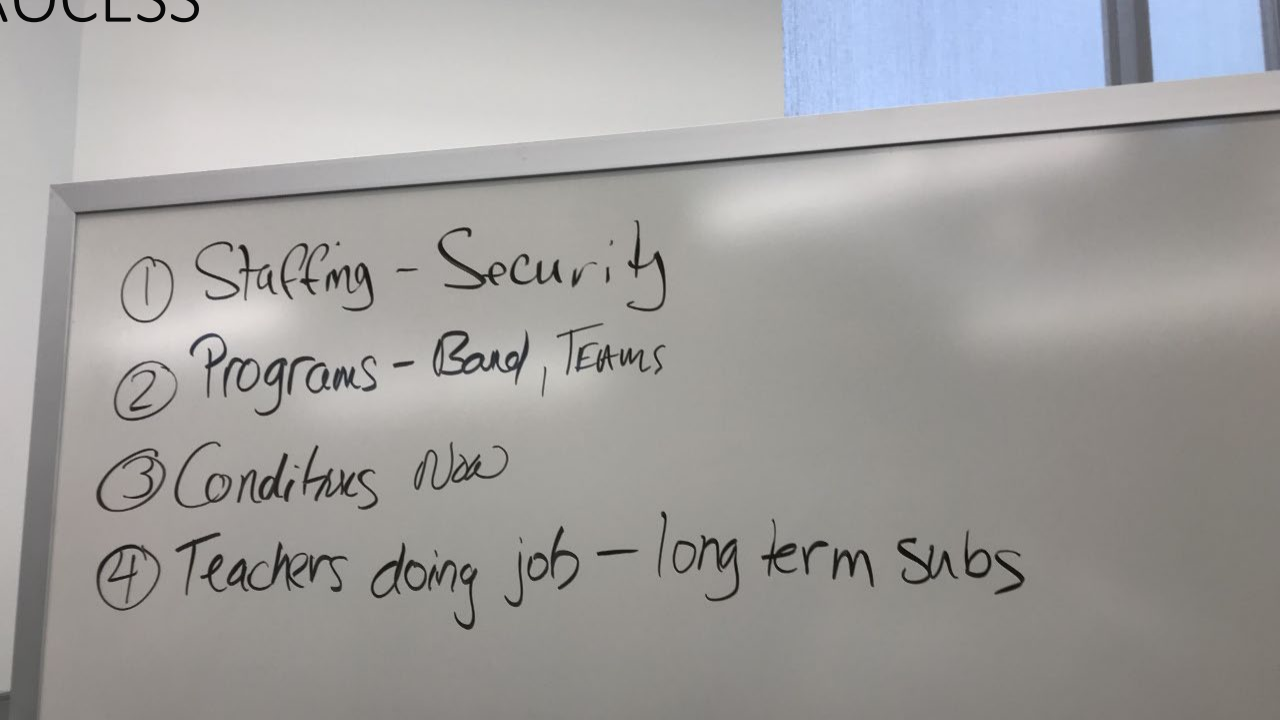 ① Staffing - Security
② Programs - Band, TEAMS
③ Conditions Now
④ Teachers doing job - long term subs